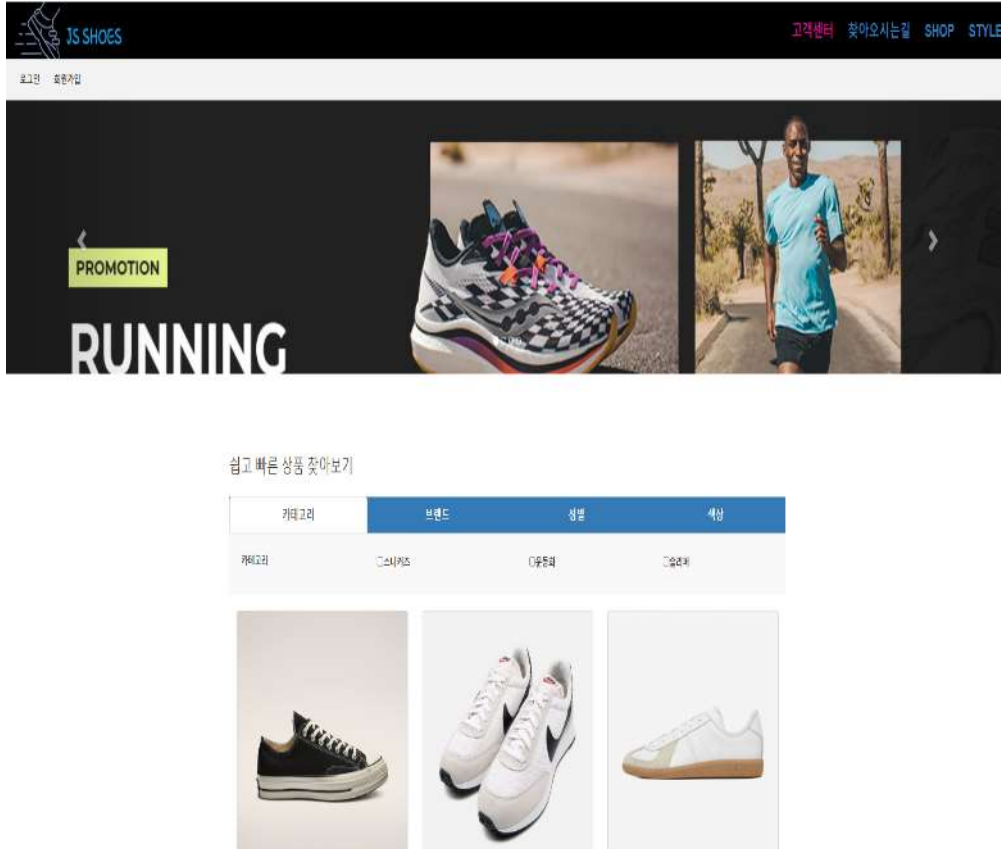 JS SHOES
고객센터 찾아오시는길 SHOP STYLE
로그인 회원가입
PROMOTION
RUNNING
쉽고 빠른 상품 찾아보기
카테고리 브랜드 성별 색상
카테고리 스니커즈 운동화 슬리퍼